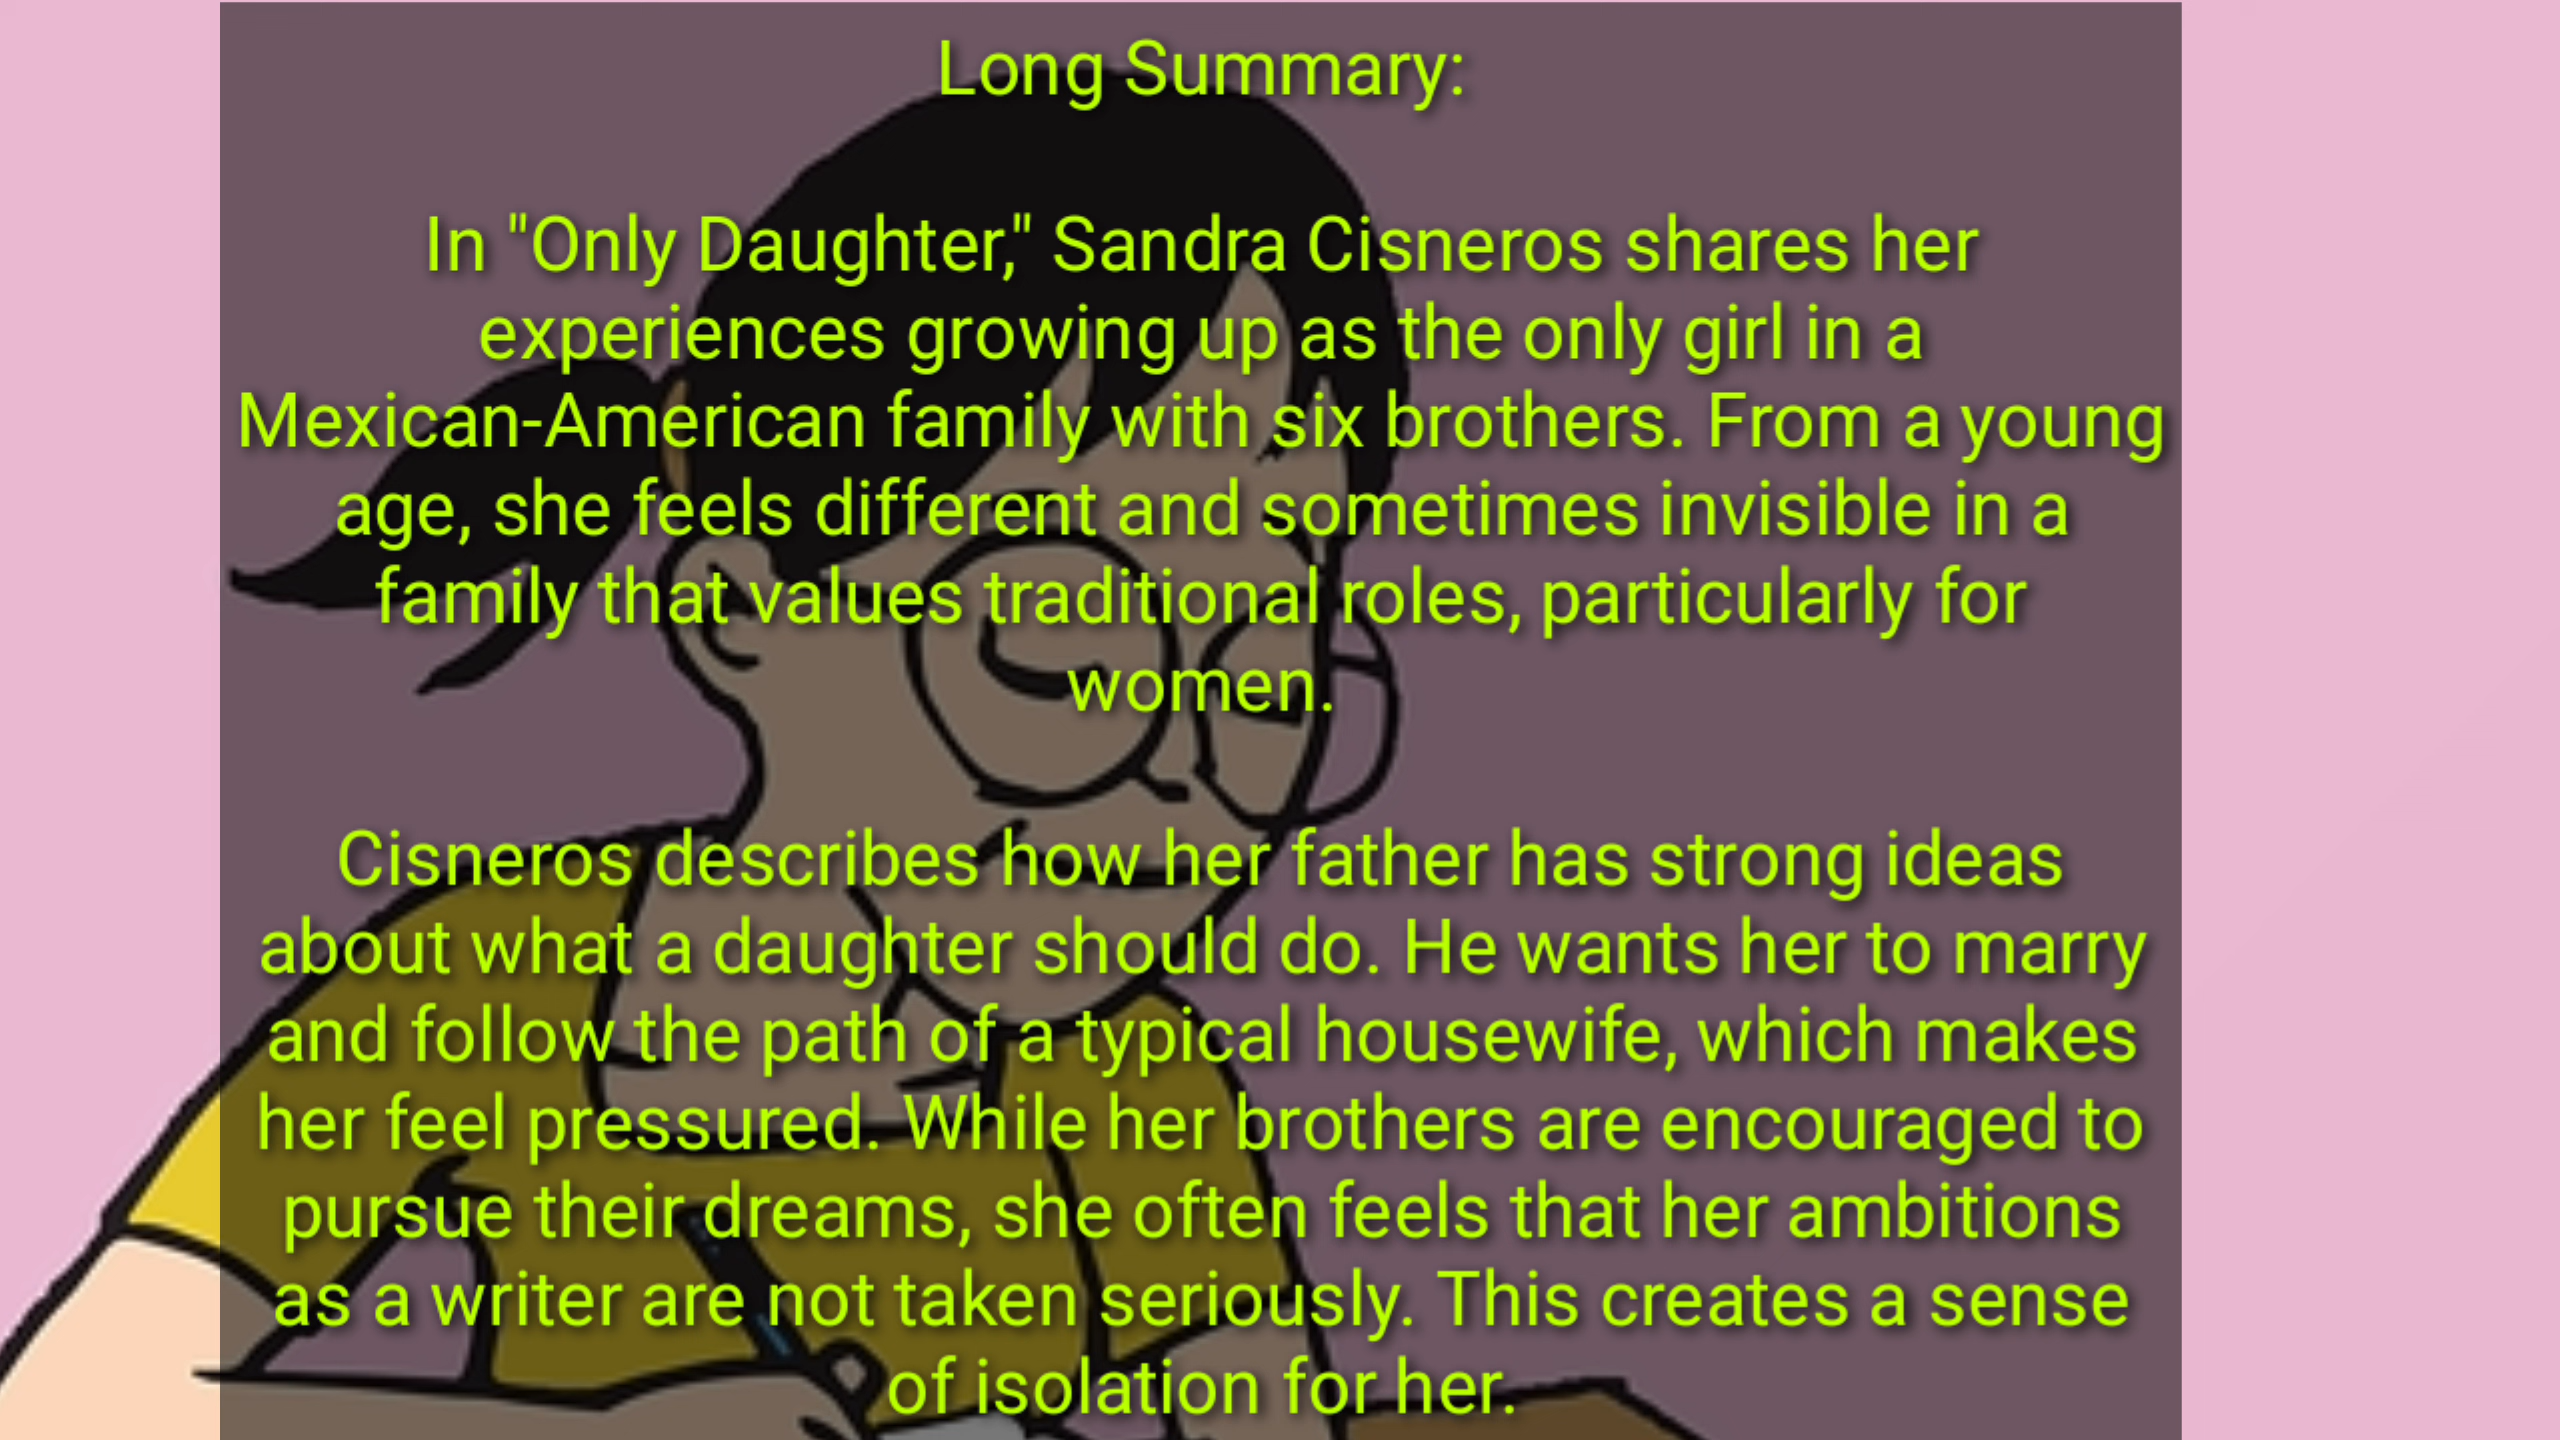 Long Summary:
In "Only Daughter," Sandra Cisneros shares her
experiences growing up as the only girl in a
Mexican-American family with six brothers. From a young
age, she feels different and sometimes invisible in a
family that values traditional roles, particularly for
women.
Cisneros describes how her father has strong ideas
about what a daughter should do. He wants her to marry
and follow the path of a typical housewife, which makes
her feel pressured. While her brothers are encouraged to
pursue their dreams, she often feels that her ambitions
as a writer are not taken seriously. This creates a sense
of isolation for her.